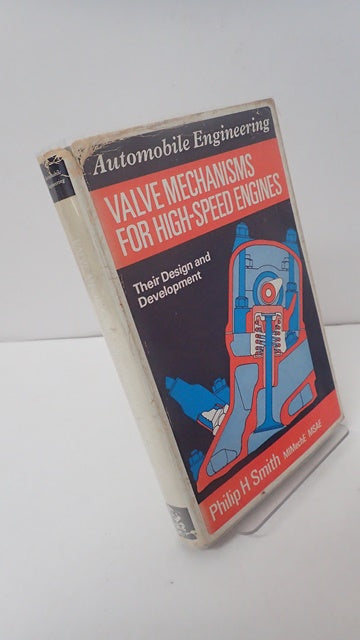 Automobile Engineering
VALVE MECHANISMS
FOR HIGH-SPEED ENGINES
Their Design and
Development
Philip H Smith MIMechE MSAE